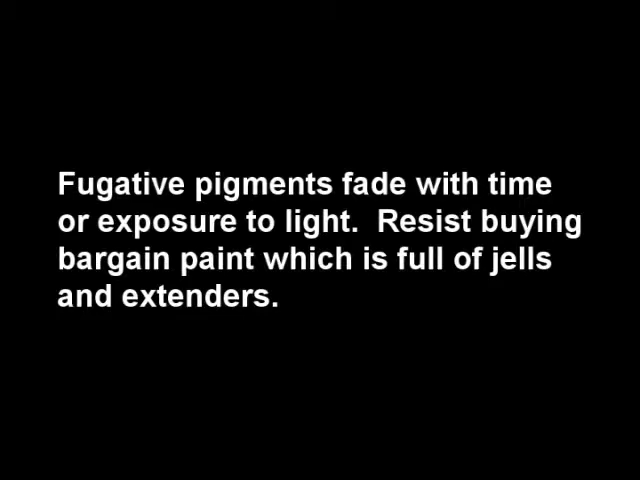 Fugative pigments fade with time
or exposure to light.  Resist buying
bargain paint which is full of jells
and extenders.